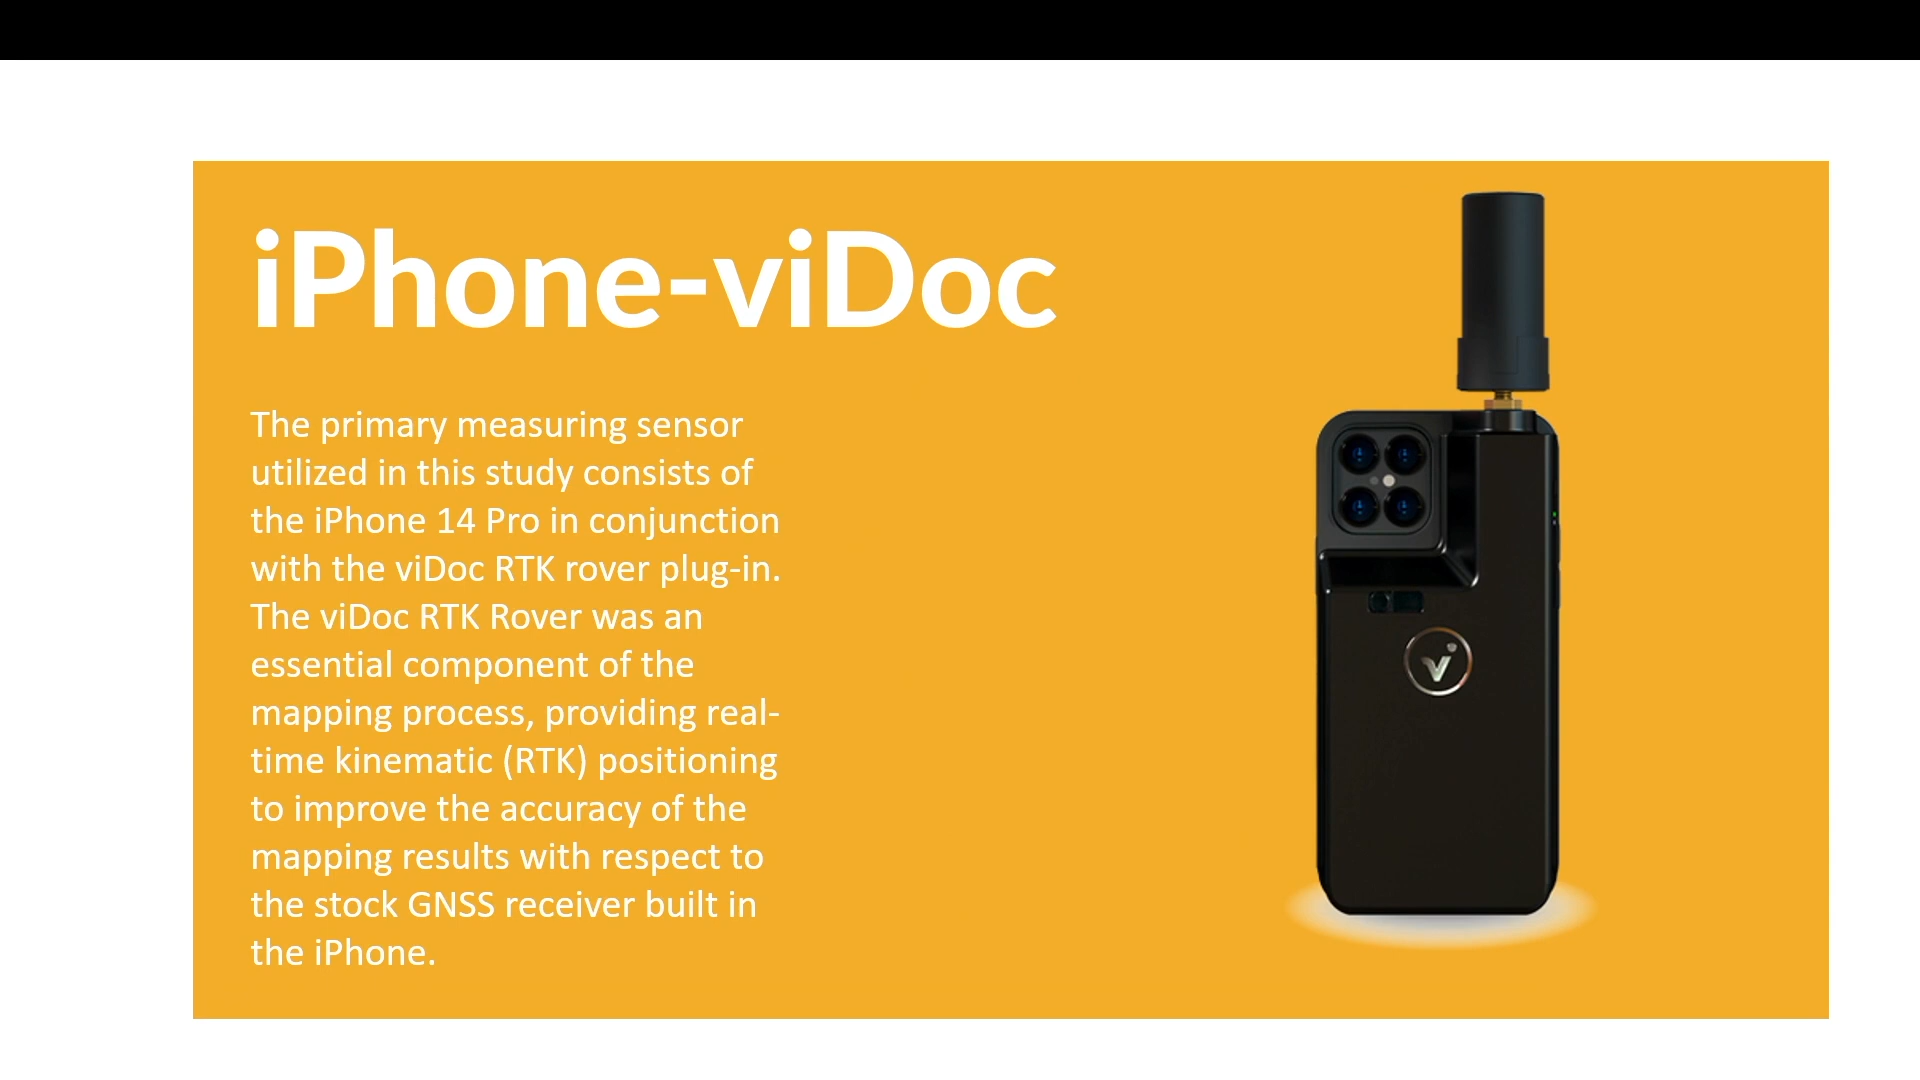 iPhone-viDoc
The primary measuring sensor
utilized in this study consists of
the iPhone 14 Pro in conjunction
with the viDoc RTK rover plug-in.
The viDoc RTK Rover was an
essential component of the
mapping process, providing real-
time kinematic (RTK) positioning
to improve the accuracy of the
mapping results with respect to
the stock GNSS receiver built in
the iPhone.
v